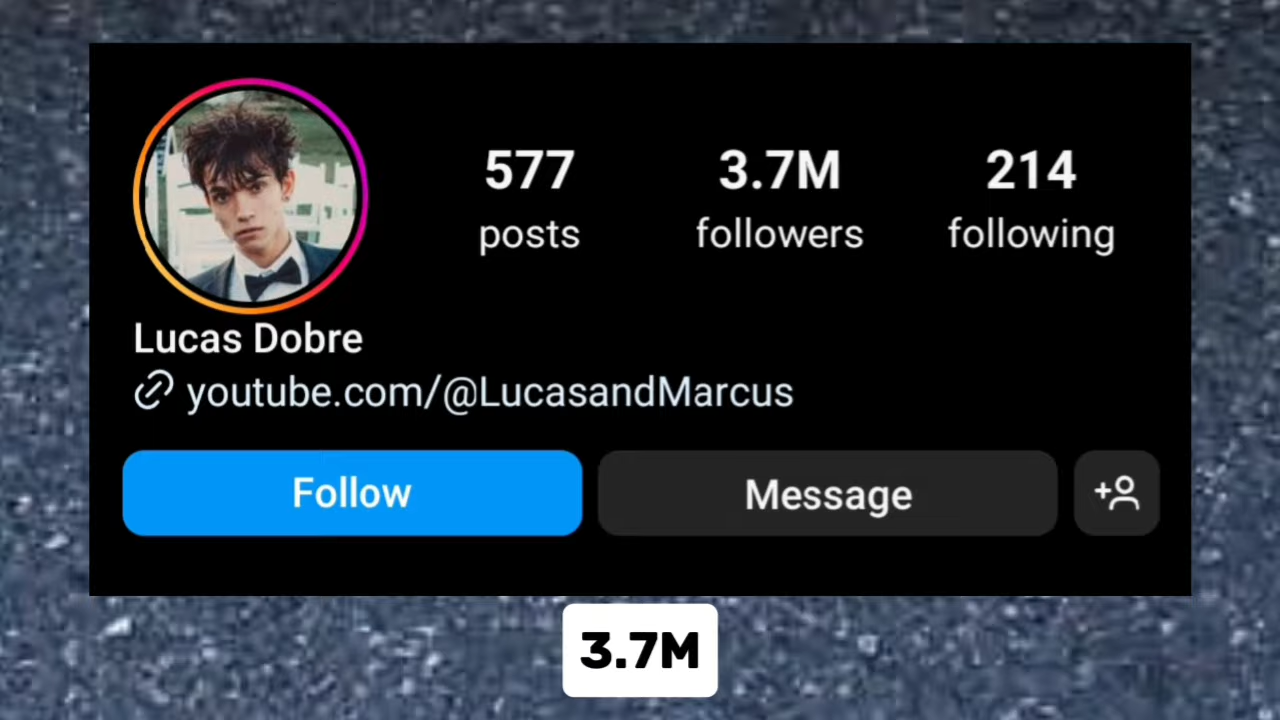 577 3.7M 214
posts followers following
Lucas Dobre
youtube.com/@LucasandMarcus
Follow Message
3.7M